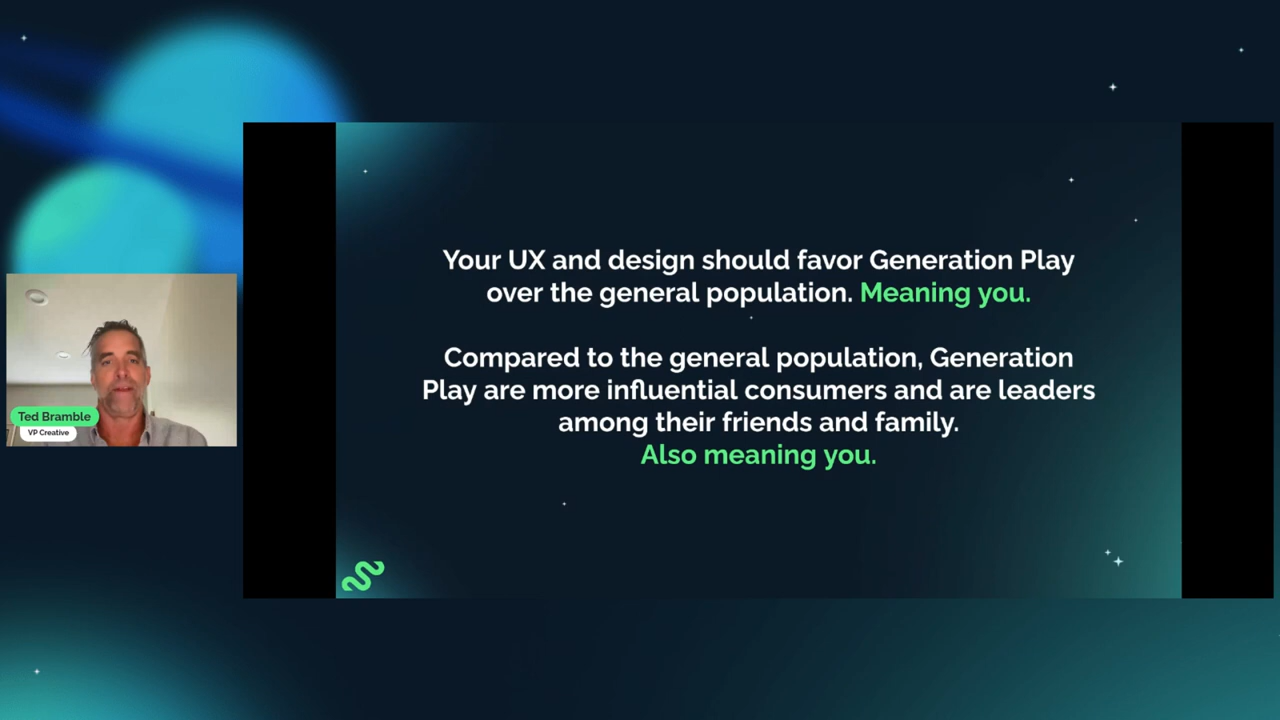 Your UX and design should favor Generation Play
over the general population. Meaning you.
Compared to the general population, Generation
Play are more influential consumers and are leaders
among their friends and family.
Also meaning you.
Ted Bramble
VP Creative